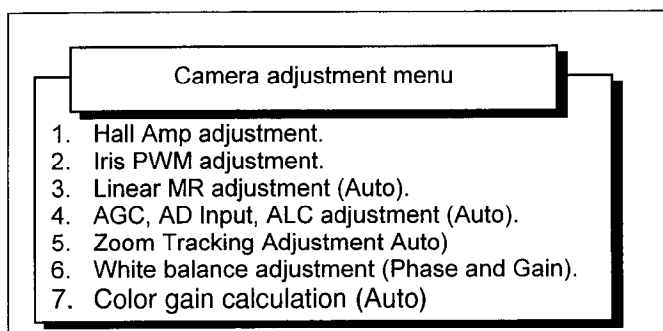 Camera adjustment menu
1. Hall Amp adjustment.
2. Iris PWM adjustment.
3. Linear MR adjustment (Auto).
4. AGC, AD Input, ALC adjustment (Auto).
5. Zoom Tracking Adjustment Auto)
6. White balance adjustment (Phase and Gain).
7. Color gain calculation (Auto)